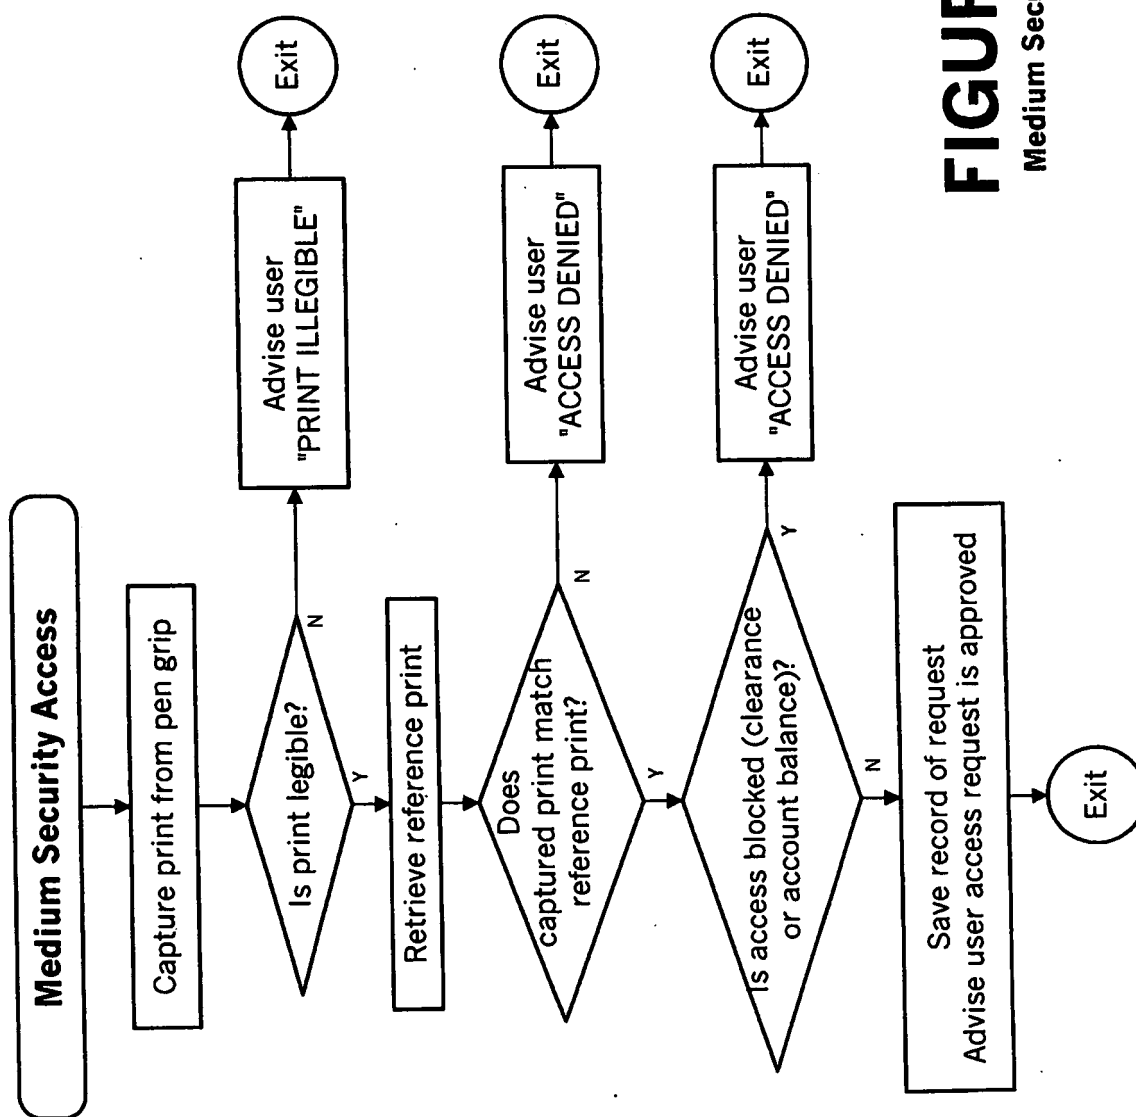 Medium Security Access
Capture print from pen grip
Is print legible?
N
Advise user
"PRINT ILLEGIBLE"
Exit
Y
Retrieve reference print
Does
captured print match
reference print?
N
Advise user
"ACCESS DENIED"
Exit
Y
Is access blocked (clearance
or account balance)?
Y
Advise user
"ACCESS DENIED"
Exit
N
Save record of request
Advise user access request is approved
Exit
FIGUR
Medium Secu